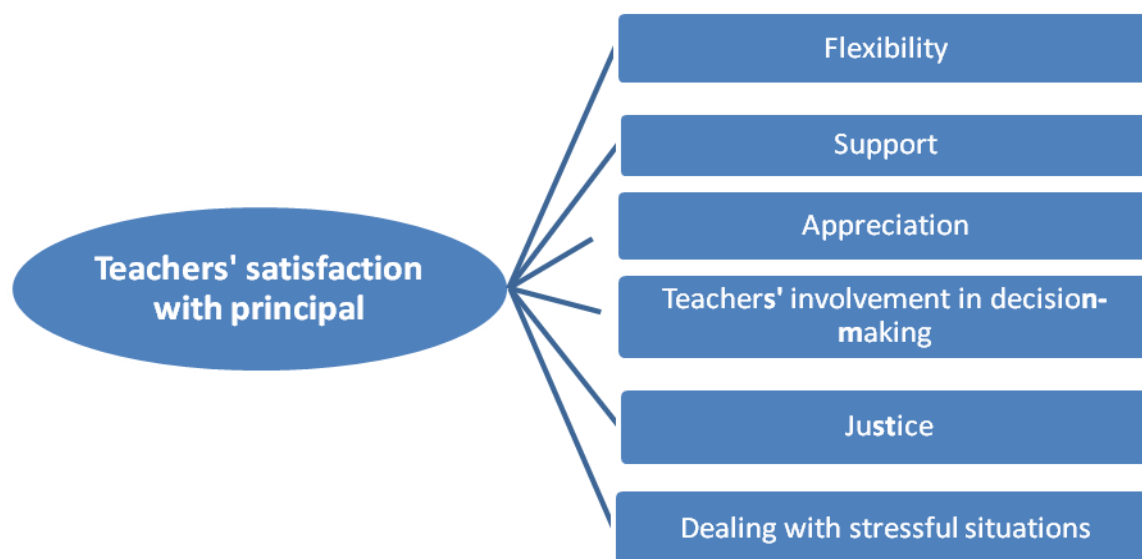 Flexibility
Support
Appreciation
Teachers' satisfaction
with principal
Teachers' involvement in decision-
making
Justice
Dealing with stressful situations